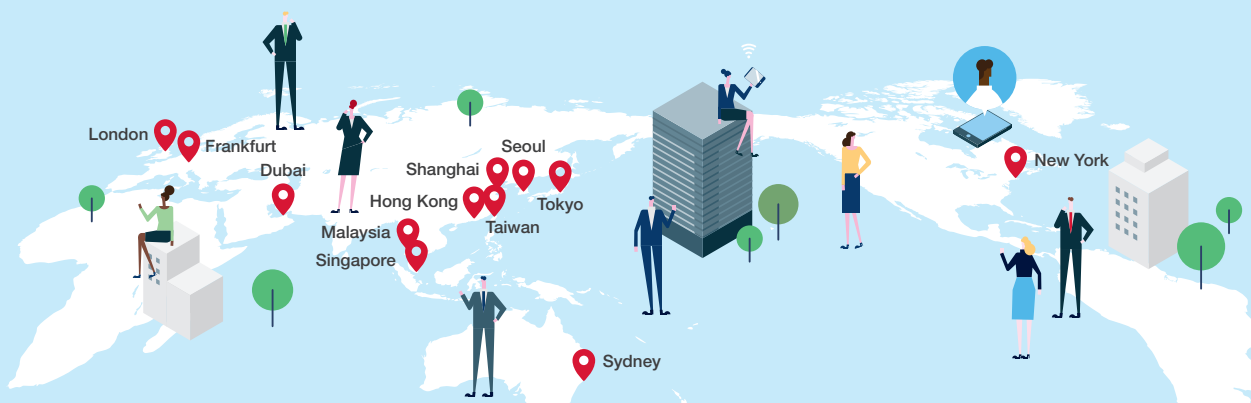 London
Frankfurt
Dubai
Seoul
Shanghai
Hong Kong
Tokyo
Taiwan
Malaysia
Singapore
Sydney
New York